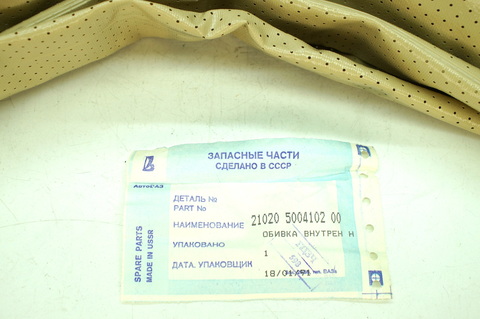 ЗАПАСНЫЕ ЧАСТИ
СДЕЛАНО В СССР
АвтоВАЗ
SPARE PARTS
MADE IN USSR
ДЕТАЛЬ №
PART No
НАИМЕНОВАНИЕ 21020 5004102 00
ОБИВКА ВНУТРЕН Н
УПАКОВАНО 1
ДАТА. УПАКОВЩИК 18/01/91